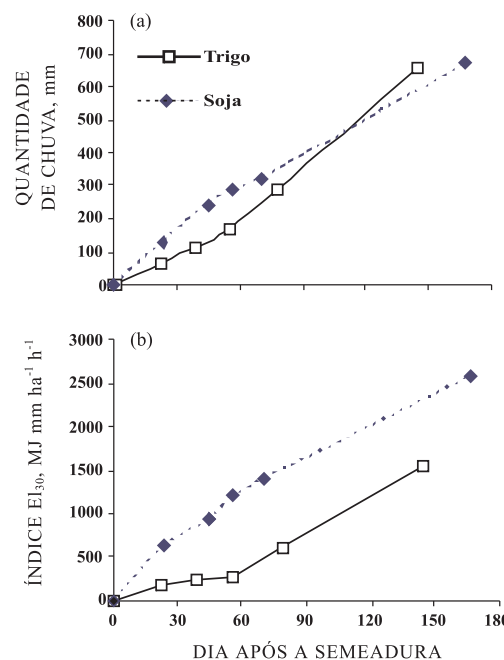 800
(a)
700
Trigo
600
Soja
500
400
300
200
100
0
QUANTIDADE
DE CHUVA, mm
3000
(b)
2500
2000
1500
1000
500
0
ÍNDICE EI₃₀, MJ mm ha⁻¹ h⁻¹
0 30 60 90 120 150 180
DIA APÓS A SEMEADURA